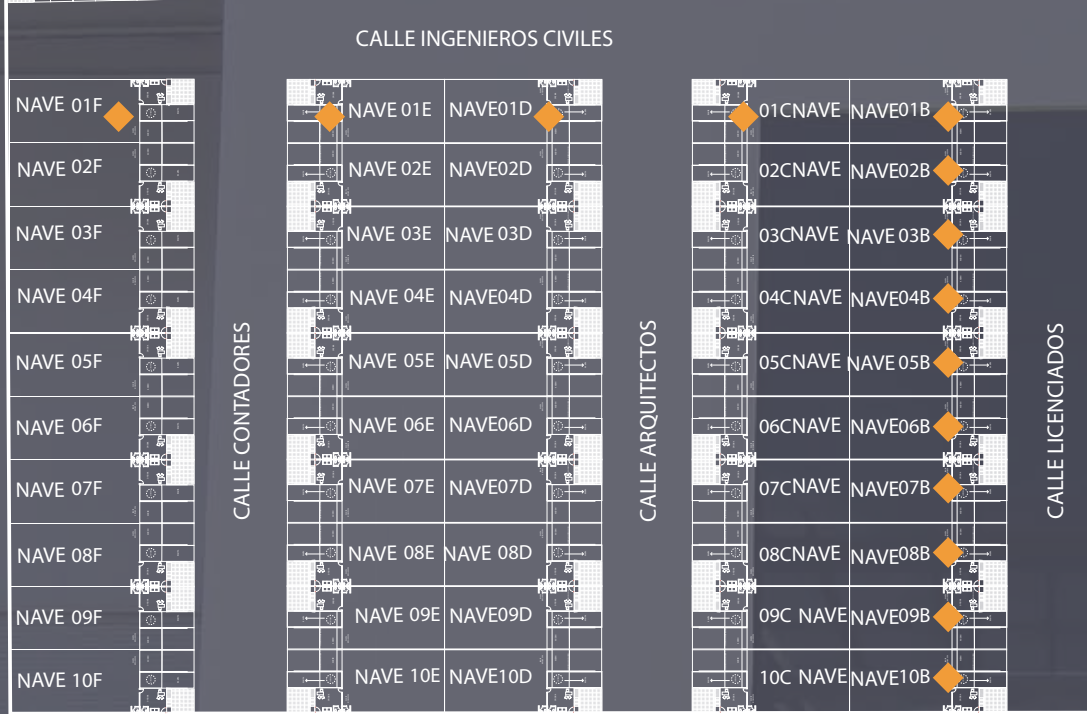 CALLE INGENIEROS CIVILES
NAVE 01F
NAVE 01E
NAVE01D
01CNAVE
NAVE01B
NAVE 02F
NAVE 02E
NAVE02D
02CNAVE
NAVE02B
NAVE 03F
NAVE 03E
NAVE 03D
03CNAVE
NAVE 03B
NAVE 04F
NAVE 04E
NAVE04D
04CNAVE
NAVE04B
NAVE 05F
NAVE 05E
NAVE 05D
05CNAVE
NAVE 05B
NAVE 06F
NAVE 06E
NAVE06D
06CNAVE
NAVE06B
NAVE 07F
NAVE 07E
NAVE07D
07CNAVE
NAVE07B
NAVE 08F
NAVE 08E
NAVE 08D
08CNAVE
NAVE08B
NAVE 09F
NAVE 09E
NAVE09D
09C NAVE
NAVE09B
NAVE 10F
NAVE 10E
NAVE10D
10C NAVE
NAVE10B
CALLE CONTADORES
CALLE ARQUITECTOS
CALLE LICENCIADOS